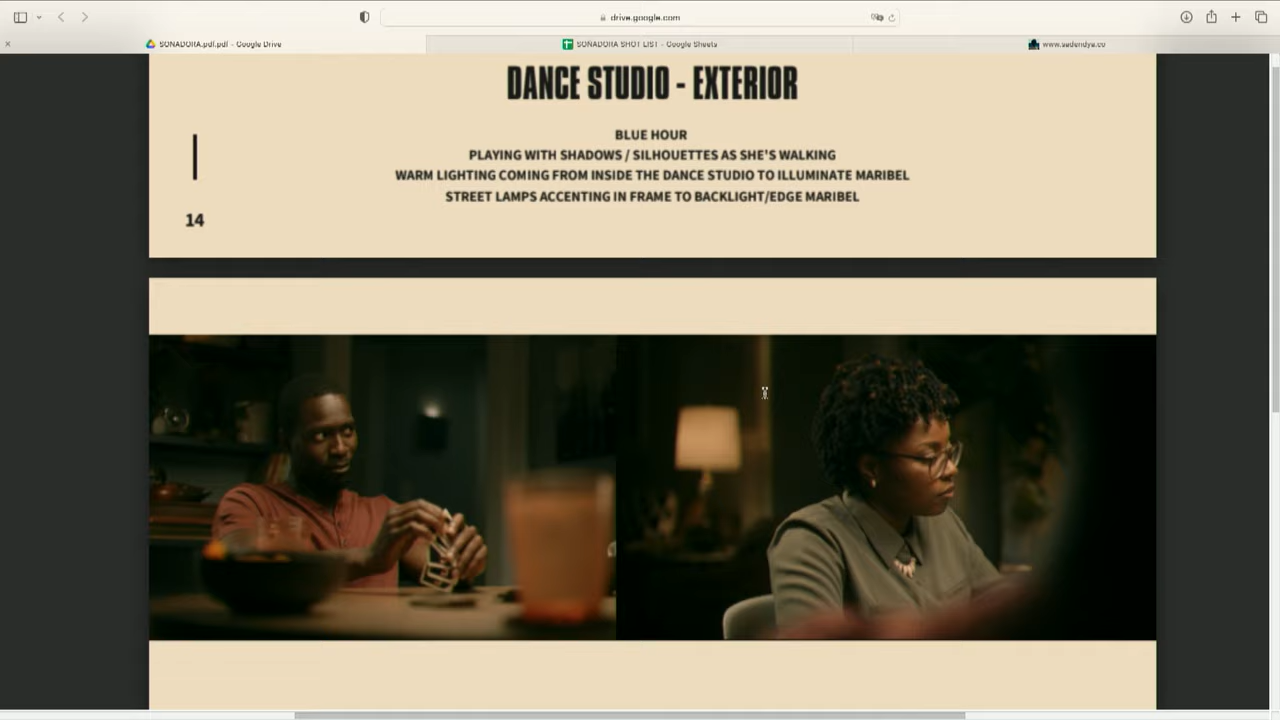 drive.google.com
SONADORA.pdf.pdf - Google Drive
SOÑADORA SHOT LIST - Google Sheets
www.sadendye.co
DANCE STUDIO - EXTERIOR
BLUE HOUR
PLAYING WITH SHADOWS / SILHOUETTES AS SHE'S WALKING
WARM LIGHTING COMING FROM INSIDE THE DANCE STUDIO TO ILLUMINATE MARIBEL
STREET LAMPS ACCENTING IN FRAME TO BACKLIGHT/EDGE MARIBEL
14